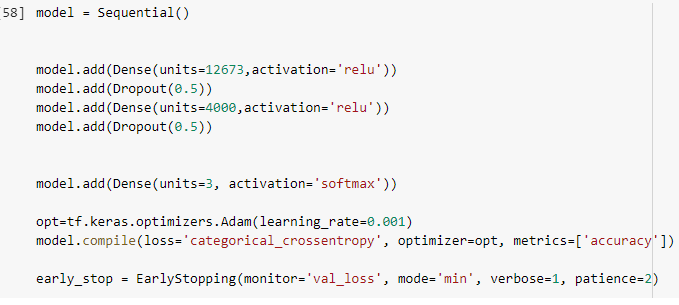 [58] model = Sequential()
model.add(Dense(units=12673,activation='relu'))
model.add(Dropout(0.5))
model.add(Dense(units=4000,activation='relu'))
model.add(Dropout(0.5))
model.add(Dense(units=3, activation='softmax'))
opt=tf.keras.optimizers.Adam(learning_rate=0.001)
model.compile(loss='categorical_crossentropy', optimizer=opt, metrics=['accuracy'])
early_stop = EarlyStopping(monitor='val_loss', mode='min', verbose=1, patience=2)